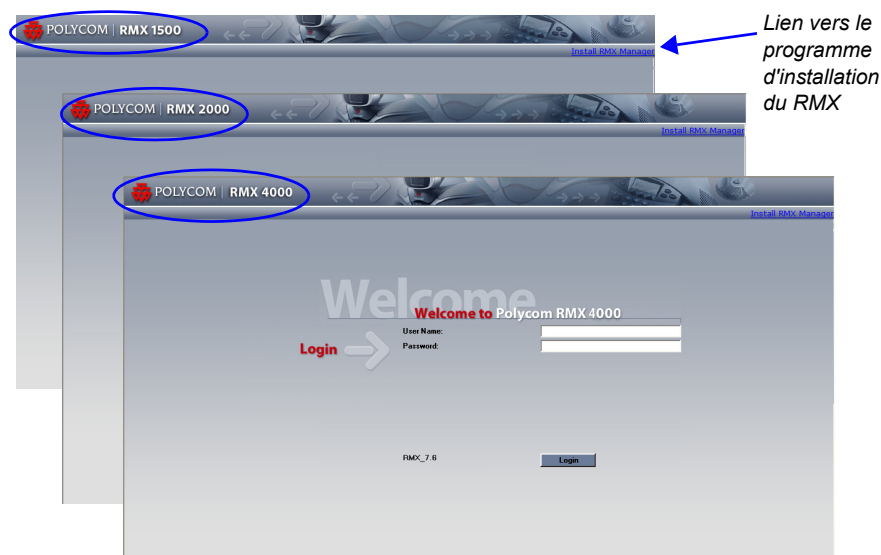 POLYCOM | RMX 1500
Install RMX Manager
Lien vers le
programme
d'installation
du RMX
POLYCOM | RMX 2000
Install RMX Manager
POLYCOM | RMX 4000
Install RMX Manager
Welcome
Welcome to Polycom RMX 4000
User Name:
Login
Password:
RMX_7.6
Login